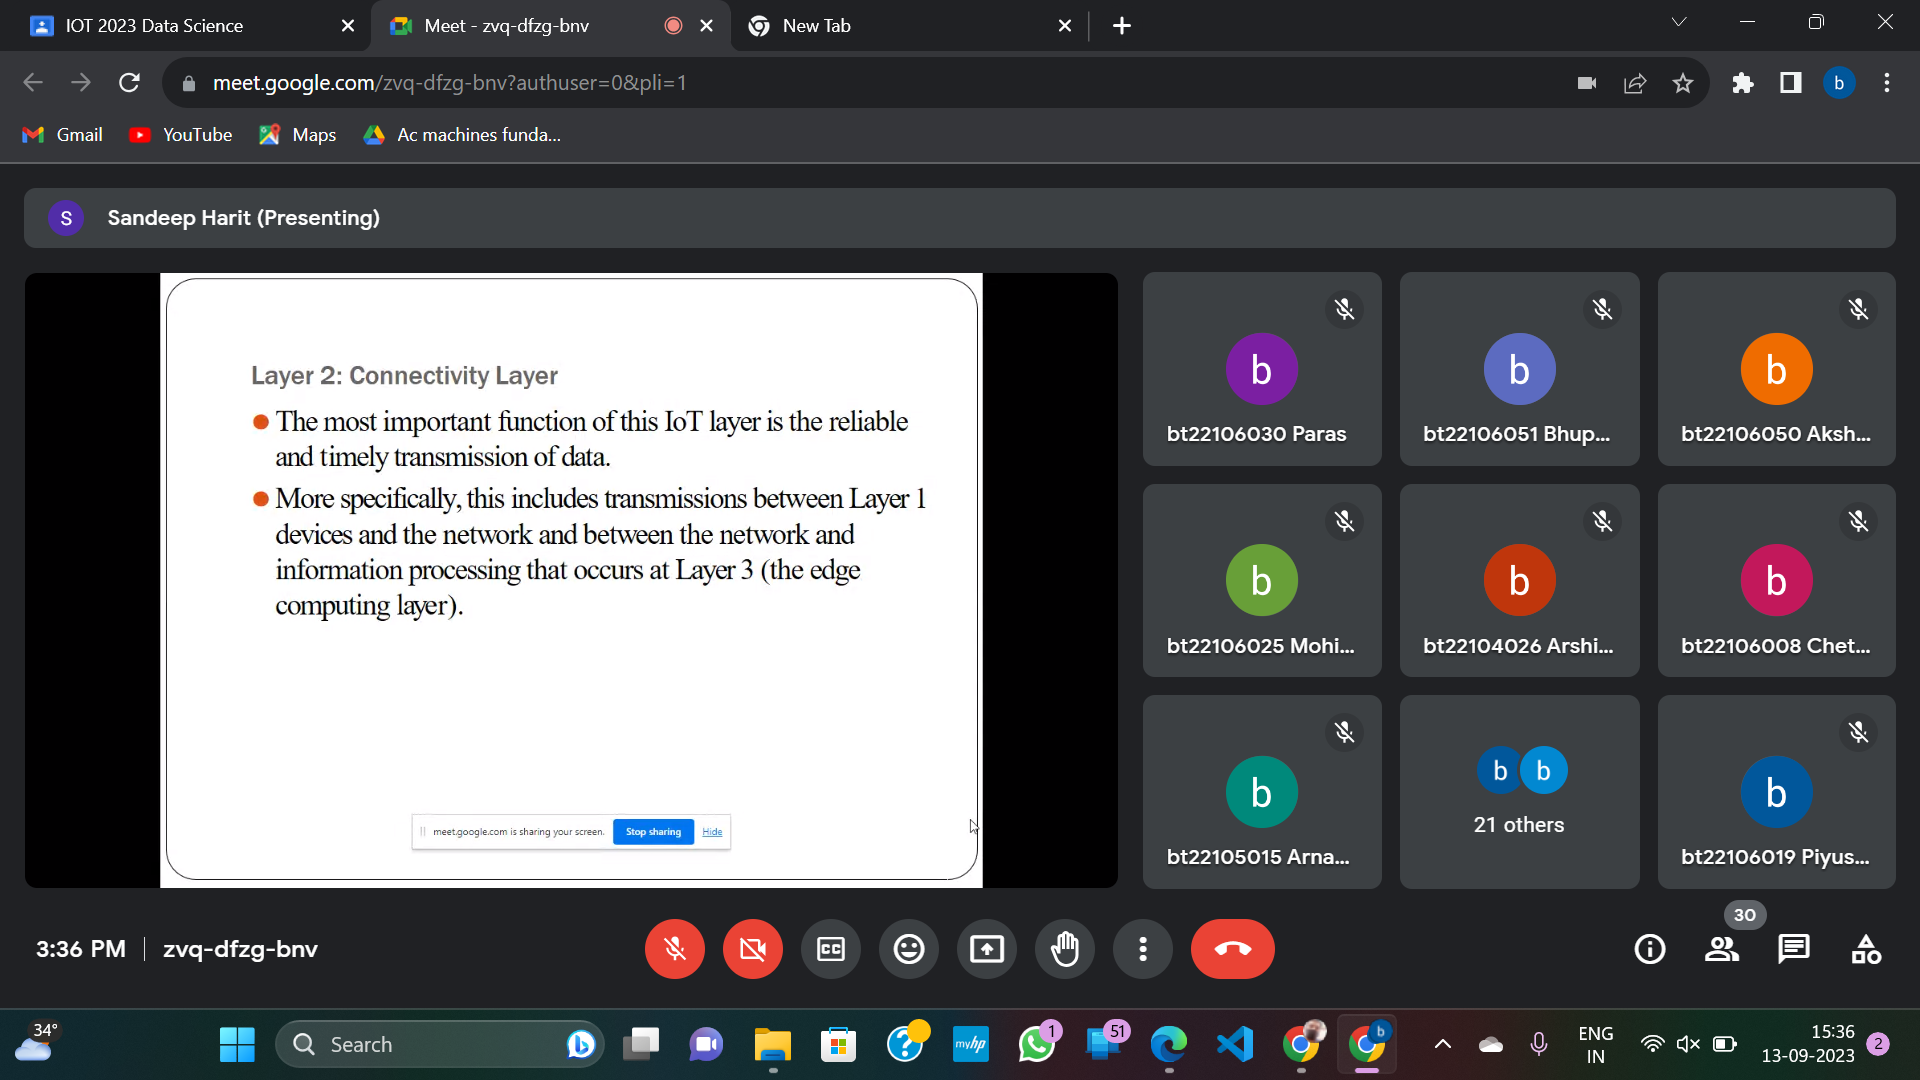 IOT 2023 Data Science
Meet - zvq-dfzg-bnv
New Tab
meet.google.com/zvq-dfzg-bnv?authuser=0&pli=1
b
Gmail
YouTube
Maps
Ac machines funda...
S
Sandeep Harit (Presenting)
Layer 2: Connectivity Layer
The most important function of this IoT layer is the reliable
and timely transmission of data.
More specifically, this includes transmissions between Layer 1
devices and the network and between the network and
information processing that occurs at Layer 3 (the edge
computing layer).
meet.google.com is sharing your screen.
Stop sharing
Hide
b
bt22106030 Paras
b
bt22106051 Bhup...
b
bt22106050 Aksh...
b
bt22106025 Mohi...
b
bt22104026 Arshi...
b
bt22106008 Chet...
b
bt22105015 Arna...
b b
21 others
b
bt22106019 Piyus...
3:36 PM
zvq-dfzg-bnv
CC
30
34°
Search
b
?
myhp
1
51
b
ENG
IN
15:36
13-09-2023
2